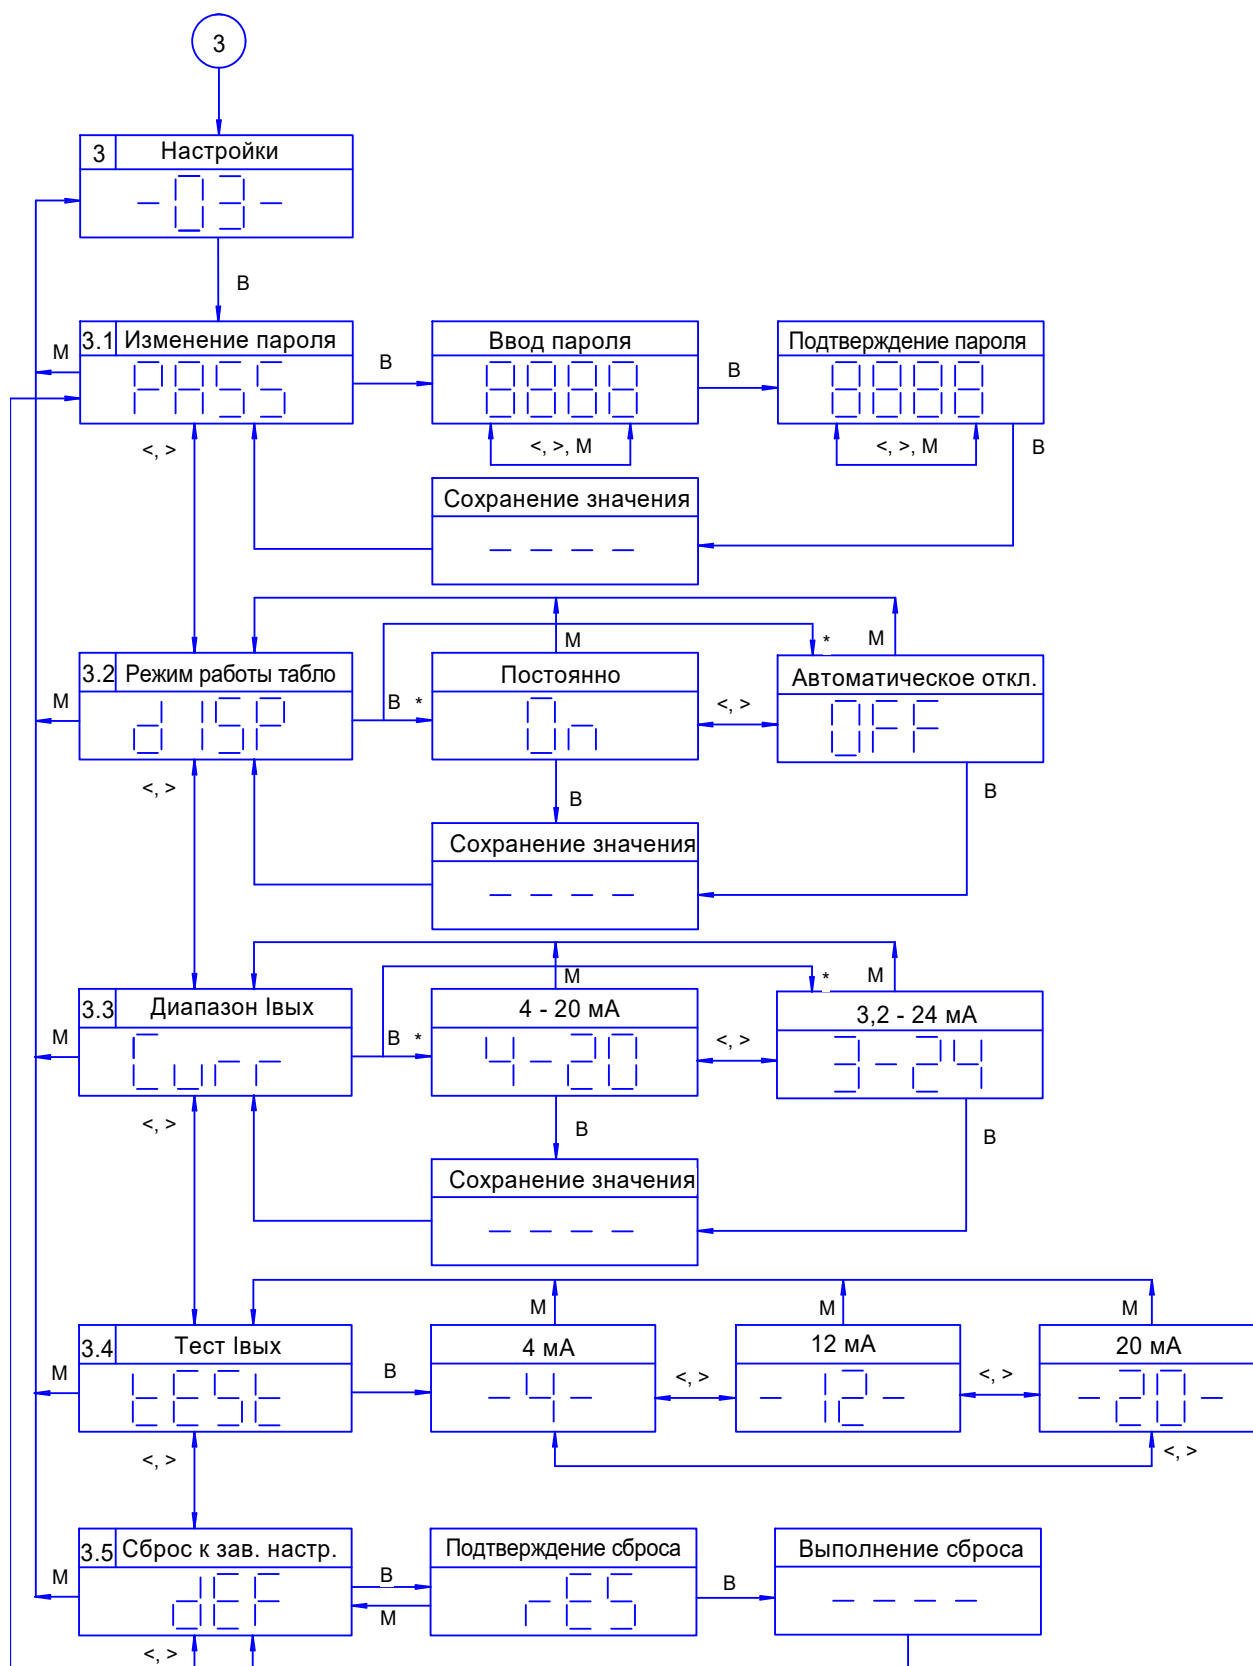 3
3 Настройки
-03-
В
3.1 Изменение пароля
PASS
М
В
Ввод пароля
8888
<, >, М
В
Подтверждение пароля
8888
<, >, М
В
<, >
Сохранение значения
- - - -
3.2 Режим работы табло
dISP
М
В *
М
Постоянно
On
<, >
* М
Автоматическое откл.
OFF
<, >
В
В
Сохранение значения
- - - -
3.3 Диапазон Iвых
Curr
М
В *
М
4 - 20 мА
4-20
<, >
* М
3,2 - 24 мА
3-24
<, >
В
В
Сохранение значения
- - - -
3.4 Тест Iвых
tESt
М
В
М
4 мА
-4-
<, >
М
12 мА
- 12 -
<, >
М
20 мА
-20-
<, >
<, >
3.5 Сброс к зав. настр.
dEF
М
В
М
Подтверждение сброса
rES
В
Выполнение сброса
- - - -
<, >